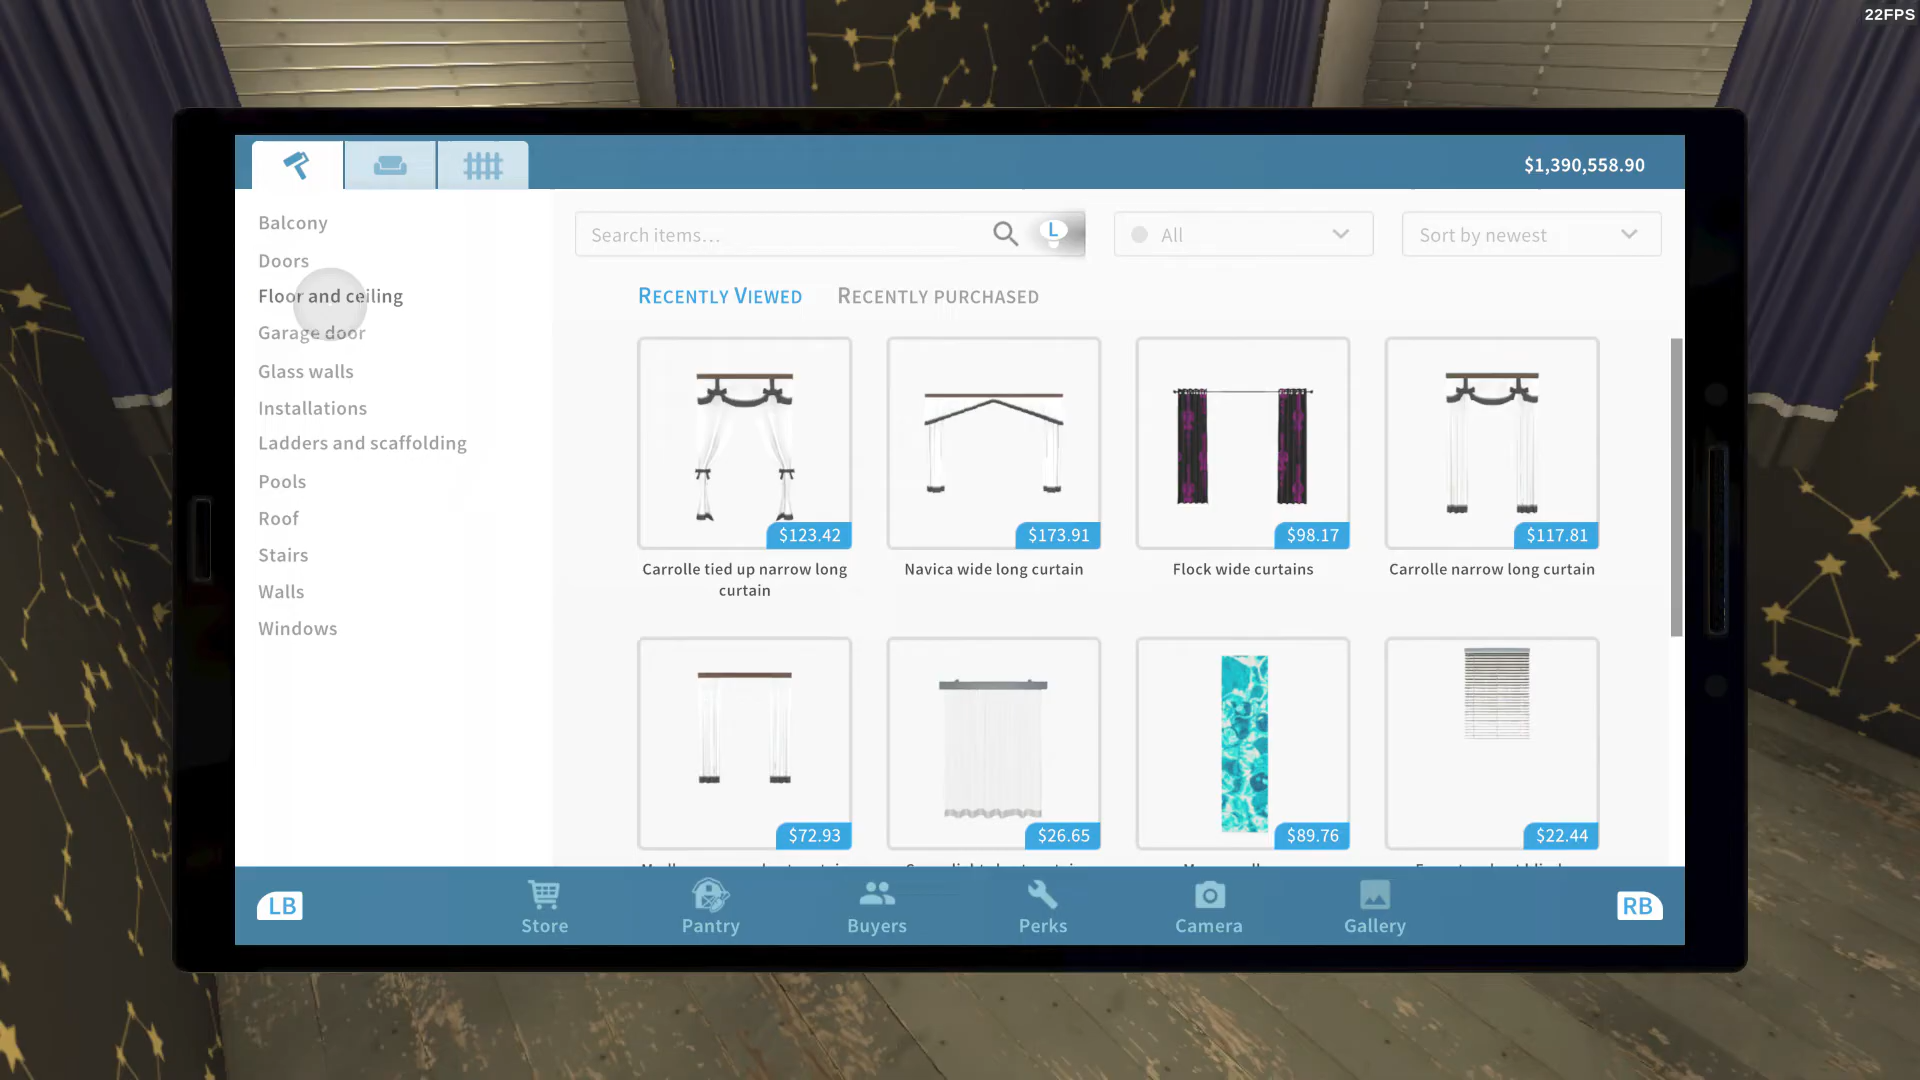 22FPS
$1,390,558.90
Balcony
Doors
Floor and ceiling
Garage door
Glass walls
Installations
Ladders and scaffolding
Pools
Roof
Stairs
Walls
Windows
Search items...
L
All
Sort by newest
RECENTLY VIEWED
RECENTLY PURCHASED
$123.42
$173.91
$98.17
$117.81
Carrolle tied up narrow long
curtain
Navica wide long curtain
Flock wide curtains
Carrolle narrow long curtain
$72.93
$26.65
$89.76
$22.44
LB
Store
Pantry
Buyers
Perks
Camera
Gallery
RB